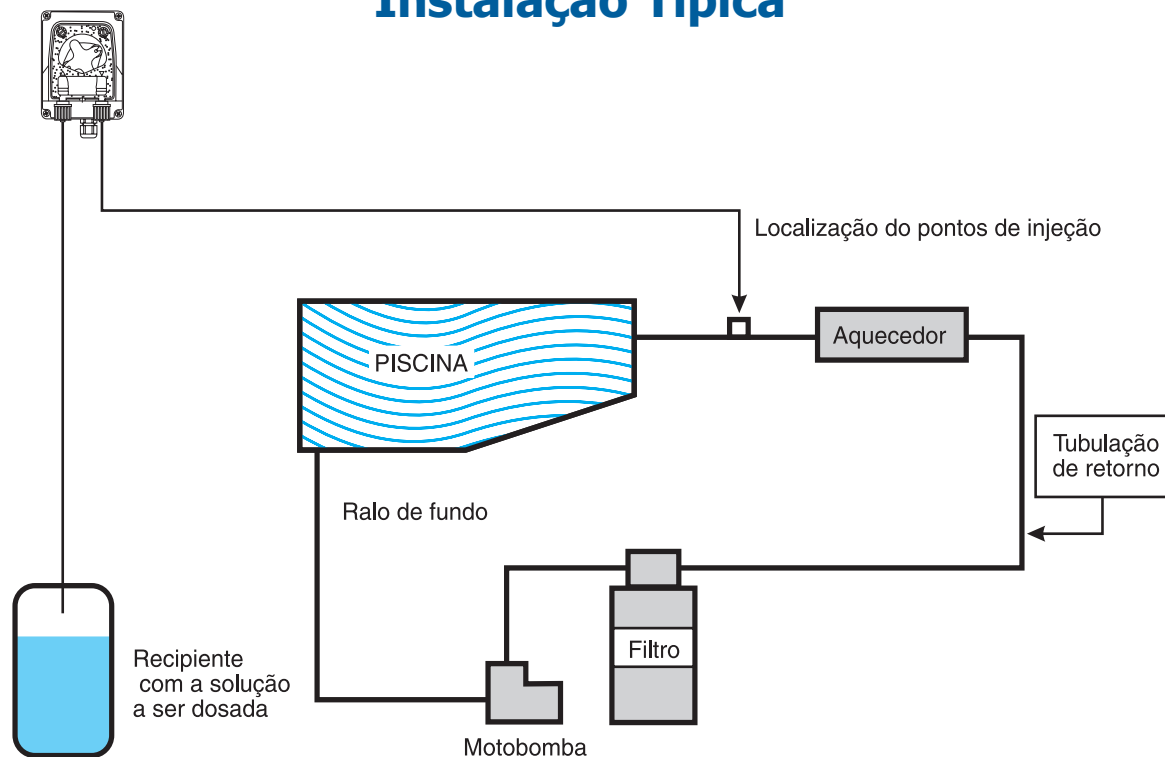 Instalação Típica
Localização do pontos de injeção
PISCINA
Aquecedor
Tubulação
de retorno
Ralo de fundo
Filtro
Recipiente
com a solução
a ser dosada
Motobomba